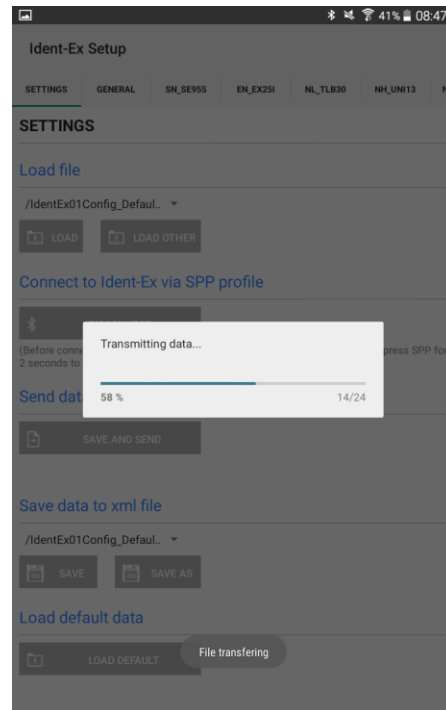 41% 08:47
Ident-Ex Setup
SETTINGS GENERAL SN_SE955 EN_EX25I NL_TLB30 NH_UNI13
SETTINGS
Load file
/IdentEx01Config_Defaul..
LOAD LOAD OTHER
Connect to Ident-Ex via SPP profile
(Before conne press SPP for
2 seconds to
Transmitting data...
58 % 14/24
Send dat
SAVE AND SEND
Save data to xml file
/IdentEx01Config_Defaul..
SAVE SAVE AS
Load default data
LOAD DEFAULT
File transfering